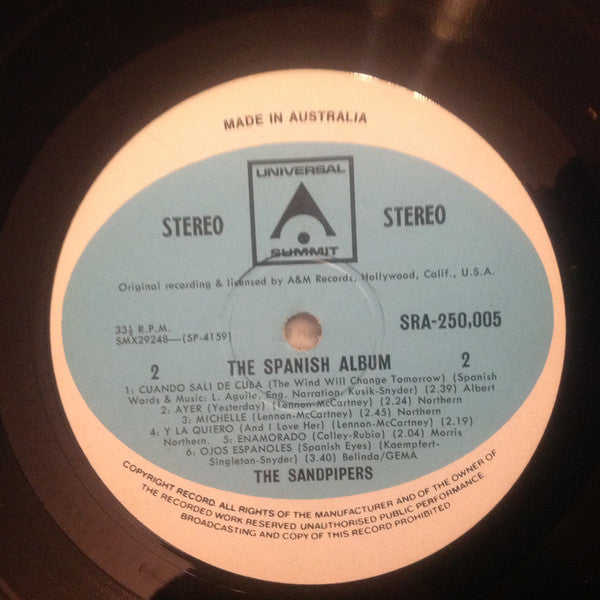 MADE IN AUSTRALIA
UNIVERSAL
SUMMIT
STEREO STEREO
Original recording & licensed by A&M Records, Hollywood, Calif., U.S.A.
33⅓ R.P.M. SRA-250,005
SMX29248—(SP-4159)
2 THE SPANISH ALBUM 2
1: CUANDO SALI DE CUBA (The Wind Will Change Tomorrow) (Spanish
Words & Music: L. Aguile, Eng. Narration, Kusik-Snyder) (2.39) Albert
2: AYER (Yesterday) (Lennon-McCartney) (2.24) Northern
3: MICHELLE (Lennon-McCartney) (2.45) Northern
4: Y LA QUIERO (And I Love Her) (Lennon-McCartney) (2.19)
Northern. 5: ENAMORADO (Colley-Rubio) (2.04) Morris
6: OJOS ESPANOLES (Spanish Eyes) (Kaempfert-
Singleton-Snyder) (3.40) Belinda/GEMA
THE SANDPIPERS
COPYRIGHT RECORD ALL RIGHTS OF THE MANUFACTURER AND OF THE OWNER OF
THE RECORDED WORK RESERVED UNAUTHORISED PUBLIC PERFORMANCE
BROADCASTING AND COPY OF THIS RECORD PROHIBITED